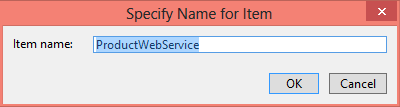 Specify Name for Item
Item name: ProductWebService
OK Cancel